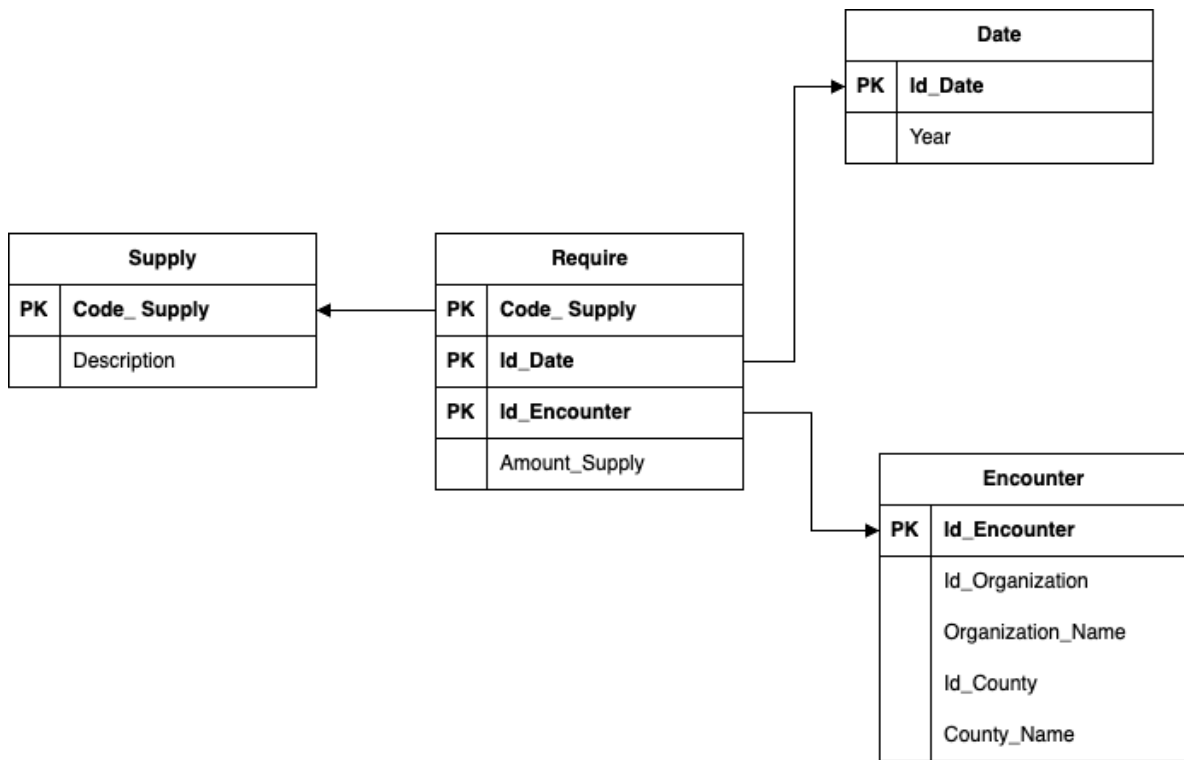 Date
PK Id_Date
Year
Supply
PK Code_ Supply
Description
Require
PK Code_ Supply
PK Id_Date
PK Id_Encounter
Amount_Supply
Encounter
PK Id_Encounter
Id_Organization
Organization_Name
Id_County
County_Name